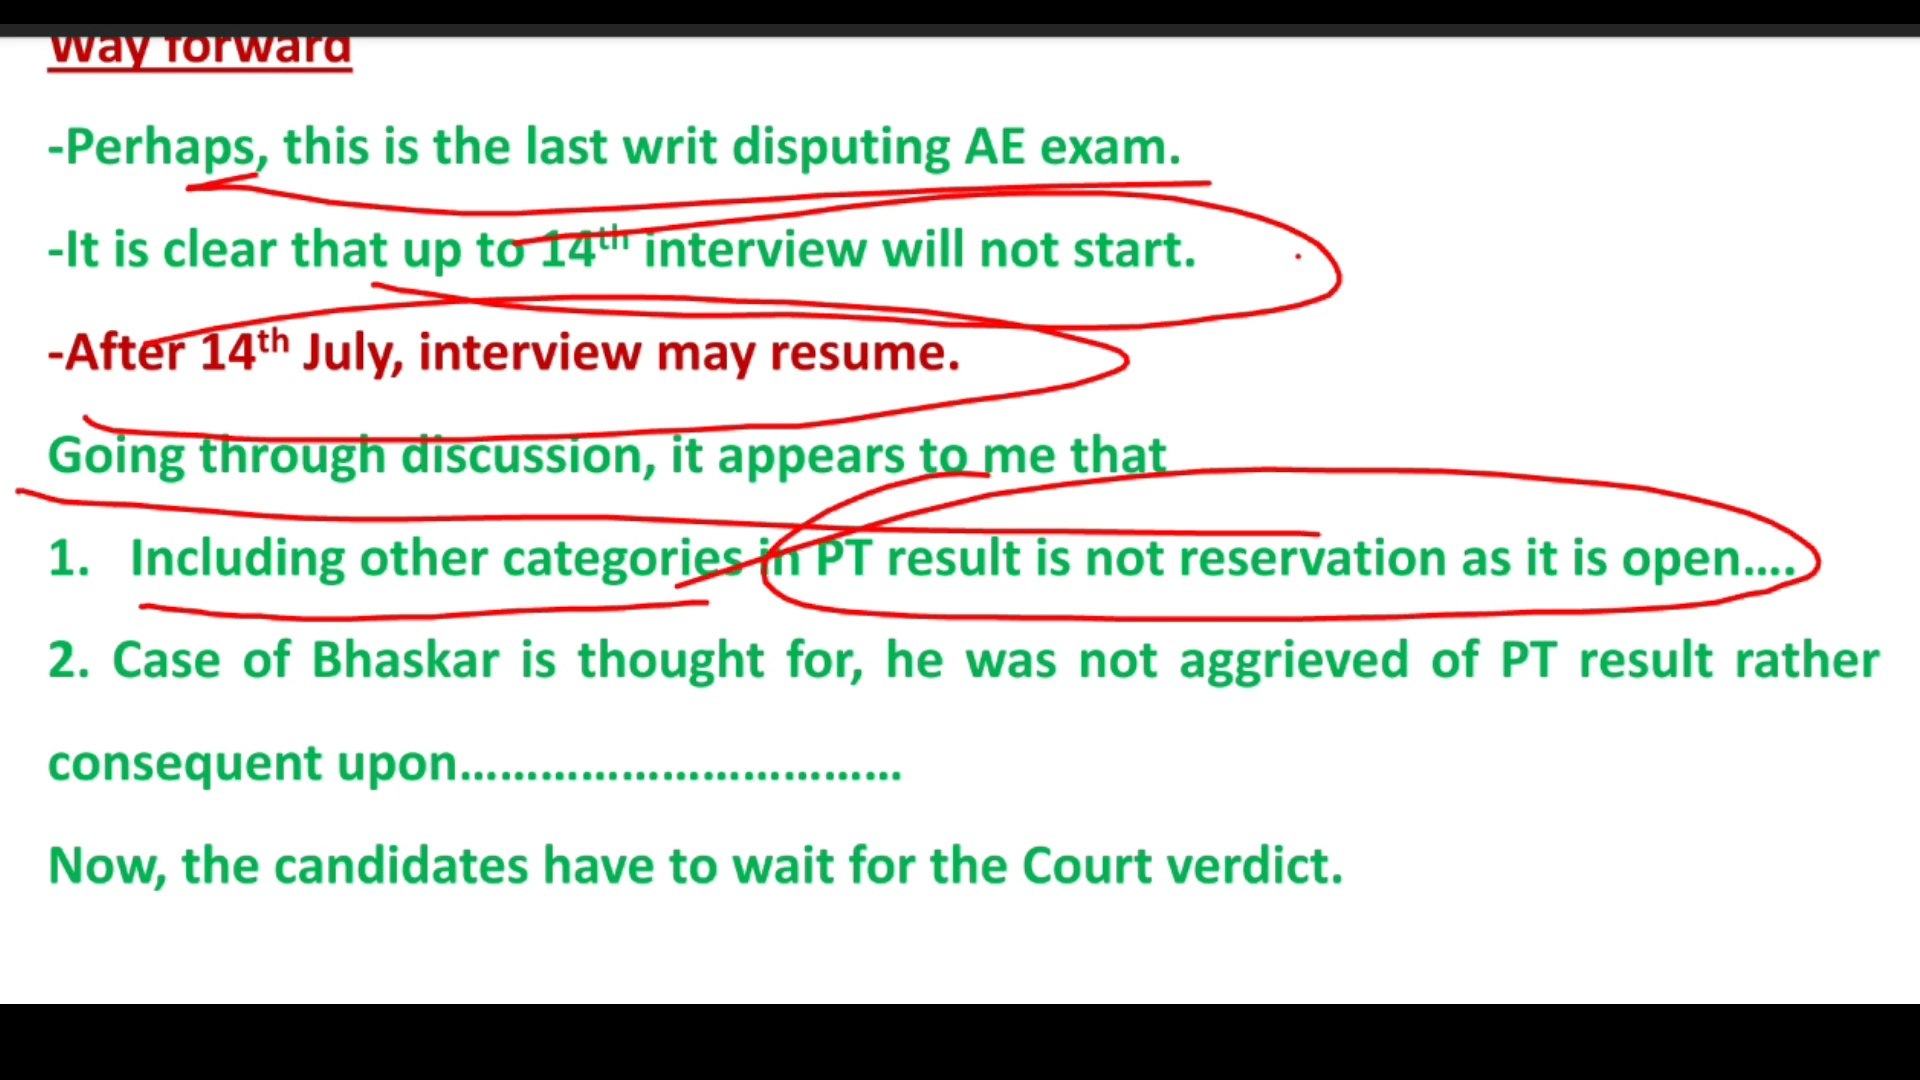 Way forward
-Perhaps, this is the last writ disputing AE exam.
-It is clear that up to 14th interview will not start.
-After 14th July, interview may resume.
Going through discussion, it appears to me that
1. Including other categories in PT result is not reservation as it is open....
2. Case of Bhaskar is thought for, he was not aggrieved of PT result rather
consequent upon.................................
Now, the candidates have to wait for the Court verdict.